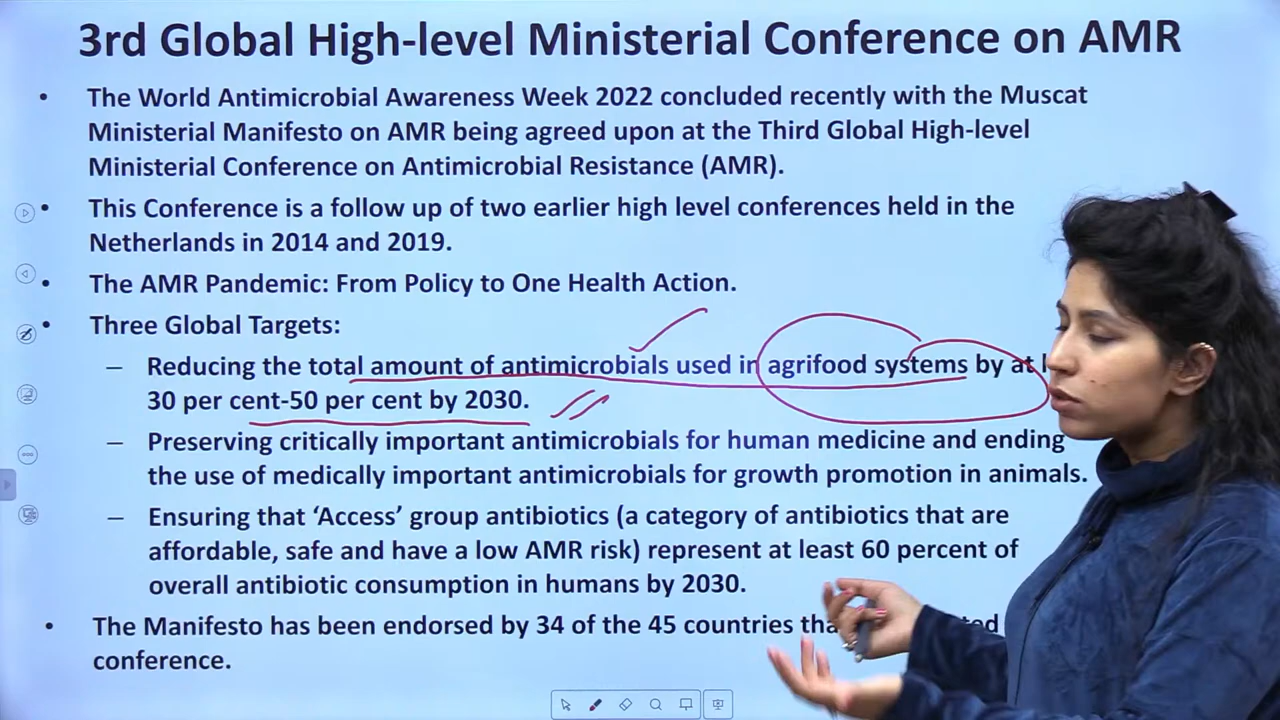 3rd Global High-level Ministerial Conference on AMR
• The World Antimicrobial Awareness Week 2022 concluded recently with the Muscat
Ministerial Manifesto on AMR being agreed upon at the Third Global High-level
Ministerial Conference on Antimicrobial Resistance (AMR).
• This Conference is a follow up of two earlier high level conferences held in the
Netherlands in 2014 and 2019.
• The AMR Pandemic: From Policy to One Health Action.
• Three Global Targets:
– Reducing the total amount of antimicrobials used in agrifood systems by at
30 per cent-50 per cent by 2030.
– Preserving critically important antimicrobials for human medicine and ending
the use of medically important antimicrobials for growth promotion in animals.
– Ensuring that ‘Access’ group antibiotics (a category of antibiotics that are
affordable, safe and have a low AMR risk) represent at least 60 percent of
overall antibiotic consumption in humans by 2030.
• The Manifesto has been endorsed by 34 of the 45 countries
conference.